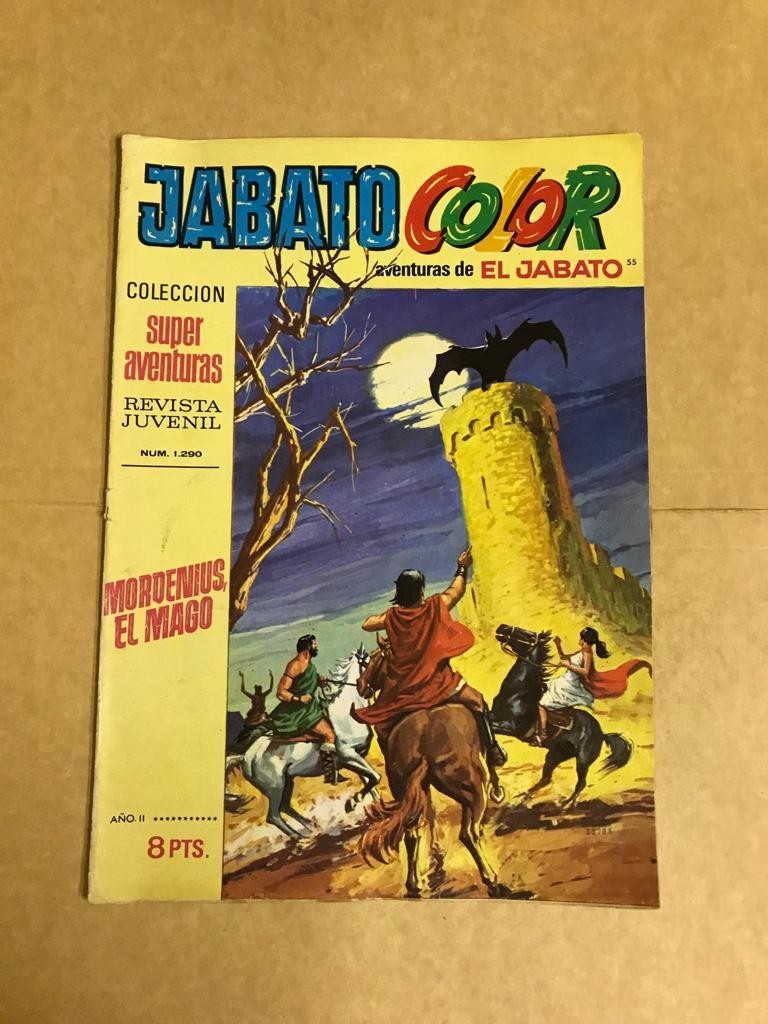 JABATO COLOR
aventuras de EL JABATO 55
COLECCION
super
aventuras
REVISTA
JUVENIL
NUM. 1.290
MORDENIUS,
EL MAGO
AÑO. II ***********
8 PTS.